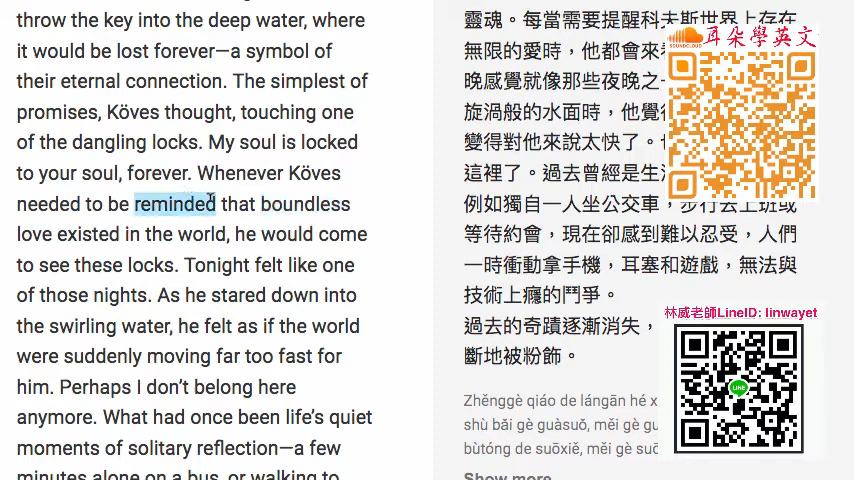 throw the key into the deep water, where
it would be lost forever—a symbol of
their eternal connection. The simplest of
promises, Köves thought, touching one
of the dangling locks. My soul is locked
to your soul, forever. Whenever Köves
needed to be reminded that boundless
love existed in the world, he would come
to see these locks. Tonight felt like one
of those nights. As he stared down into
the swirling water, he felt as if the world
were suddenly moving far too fast for
him. Perhaps I don’t belong here
anymore. What had once been life’s quiet
moments of solitary reflection—a few
minutes alone on a bus, or walking to
靈魂。每當需要提醒科夫斯世界上存在
無限的愛時，他都會來
晚感覺就像那些夜晚之一
旋渦般的水面時，他覺
變得對他來說太快了。
這裡了。過去曾經是生
例如獨自一人坐公交車，步行去上班或
等待約會，現在卻感到難以忍受，人們
一時衝動拿手機，耳塞和遊戲，無法與
技術上癮的鬥爭。
過去的奇蹟逐漸消失，
斷地被粉飾。
Zhěnggè qiáo de lángān hé x
shù bǎi gè guàsuǒ, měi gè gu
bùtóng de suōxiě, měi gè suō
Show more
SOUNDCLOUD
耳朵學英文
林威老師LineID: linwayet
LINE